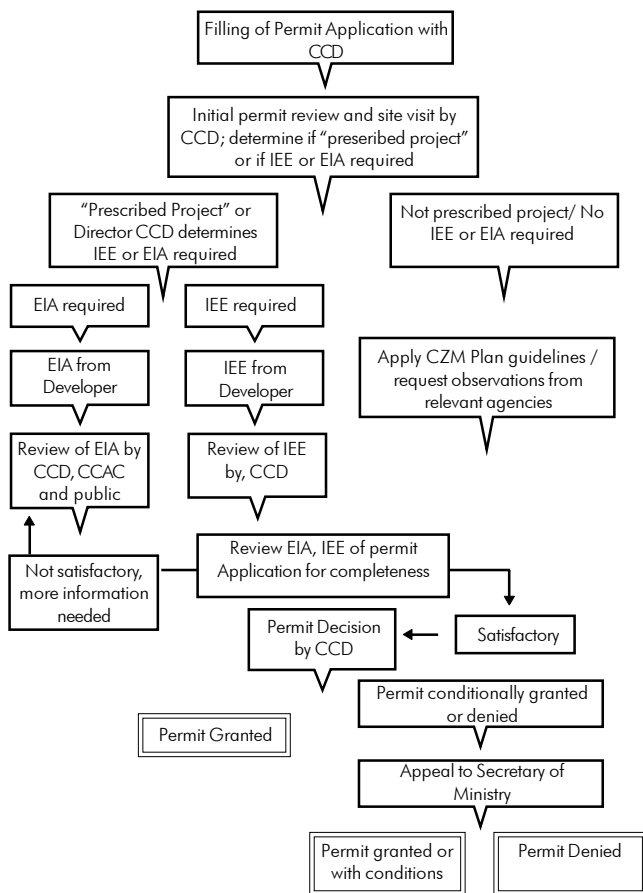 Filling of Permit Application with
CCD
Initial permit review and site visit by
CCD; determine if “preseribed project”
or if IEE or EIA required
“Prescribed Project” or
Director CCD determines
IEE or EIA required
Not prescribed project/ No
IEE or EIA required
EIA required
IEE required
EIA from
Developer
IEE from
Developer
Apply CZM Plan guidelines /
request observations from
relevant agencies
Review of EIA by
CCD, CCAC
and public
Review of IEE
by, CCD
Not satisfactory,
more information
needed
Review EIA, IEE of permit
Application for completeness
Satisfactory
Permit Decision
by CCD
Permit conditionally granted
or denied
Permit Granted
Appeal to Secretary of
Ministry
Permit granted or
with conditions
Permit Denied